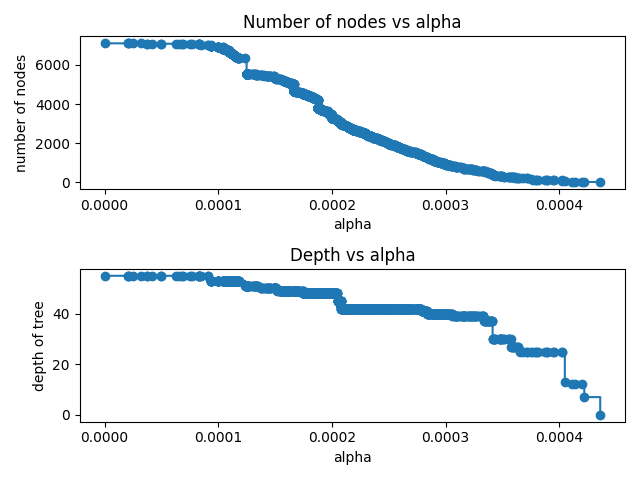 Number of nodes vs alpha
number of nodes
6000
4000
2000
0
0.0000 0.0001 0.0002 0.0003 0.0004
alpha
Depth vs alpha
depth of tree
40
20
0
0.0000 0.0001 0.0002 0.0003 0.0004
alpha